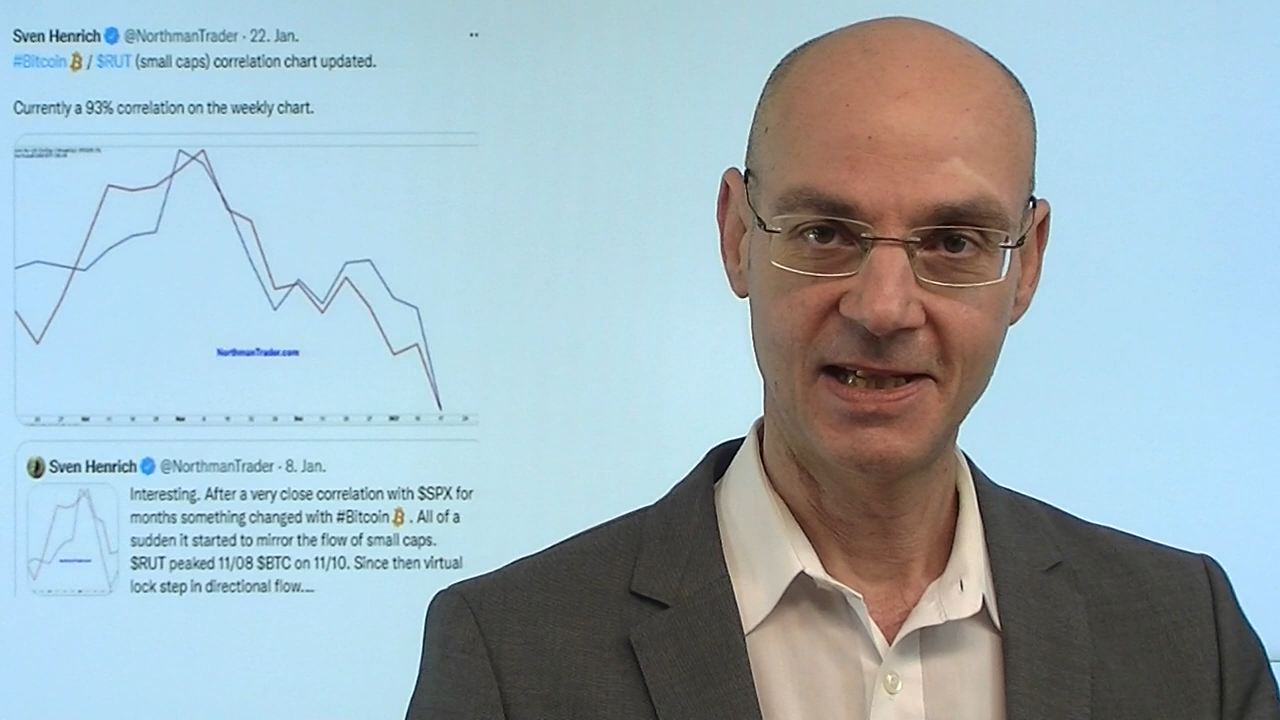 Sven Henrich @NorthmanTrader · 22. Jan.
#Bitcoin / $RUT (small caps) correlation chart updated.
Currently a 93% correlation on the weekly chart.
NorthmanTrader.com
Sven Henrich @NorthmanTrader · 8. Jan.
Interesting. After a very close correlation with $SPX for
months something changed with #Bitcoin . All of a
sudden it started to mirror the flow of small caps.
$RUT peaked 11/08 $BTC on 11/10. Since then virtual
lock step in directional flow....